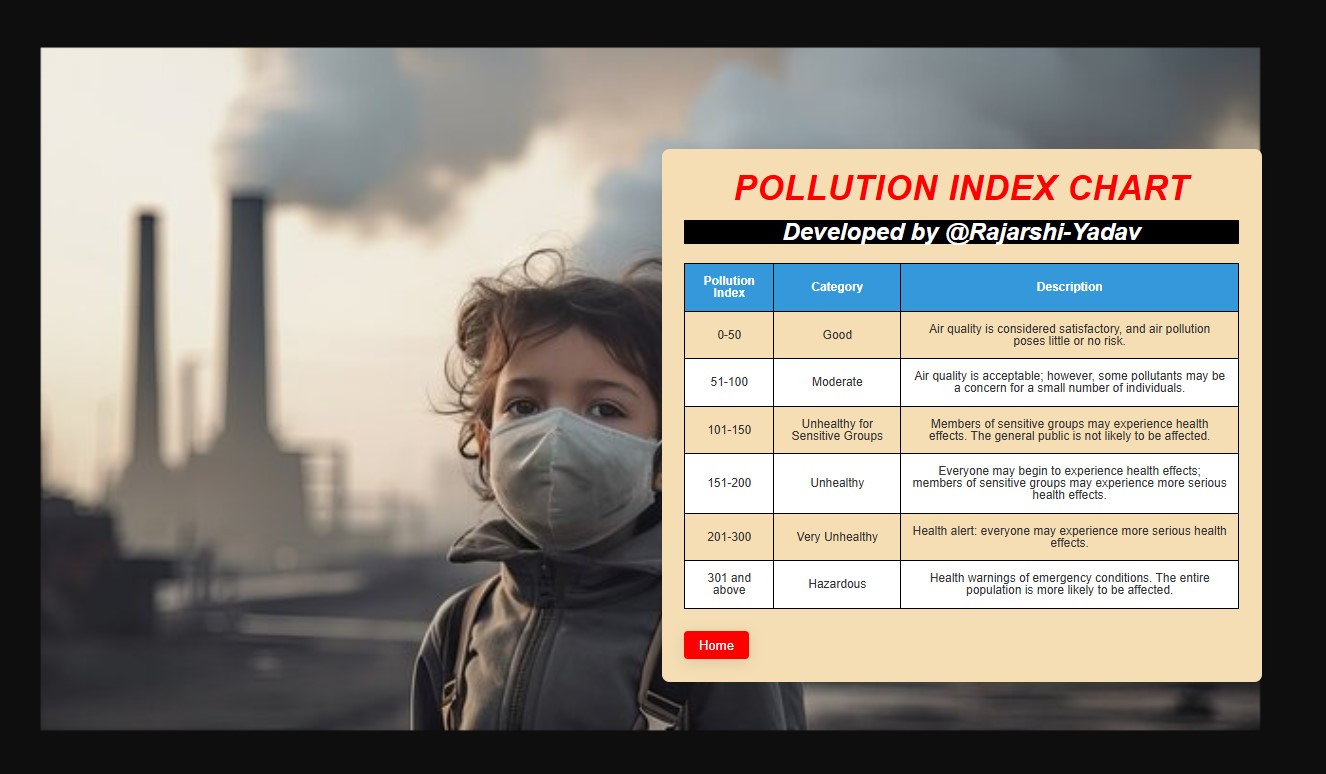 POLLUTION INDEX CHART
Developed by @Rajarshi-Yadav
Pollution
Index
Category
Description
0-50
Good
Air quality is considered satisfactory, and air pollution
poses little or no risk.
51-100
Moderate
Air quality is acceptable; however, some pollutants may be
a concern for a small number of individuals.
101-150
Unhealthy for
Sensitive Groups
Members of sensitive groups may experience health
effects. The general public is not likely to be affected.
151-200
Unhealthy
Everyone may begin to experience health effects;
members of sensitive groups may experience more serious
health effects.
201-300
Very Unhealthy
Health alert: everyone may experience more serious health
effects.
301 and
above
Hazardous
Health warnings of emergency conditions. The entire
population is more likely to be affected.
Home